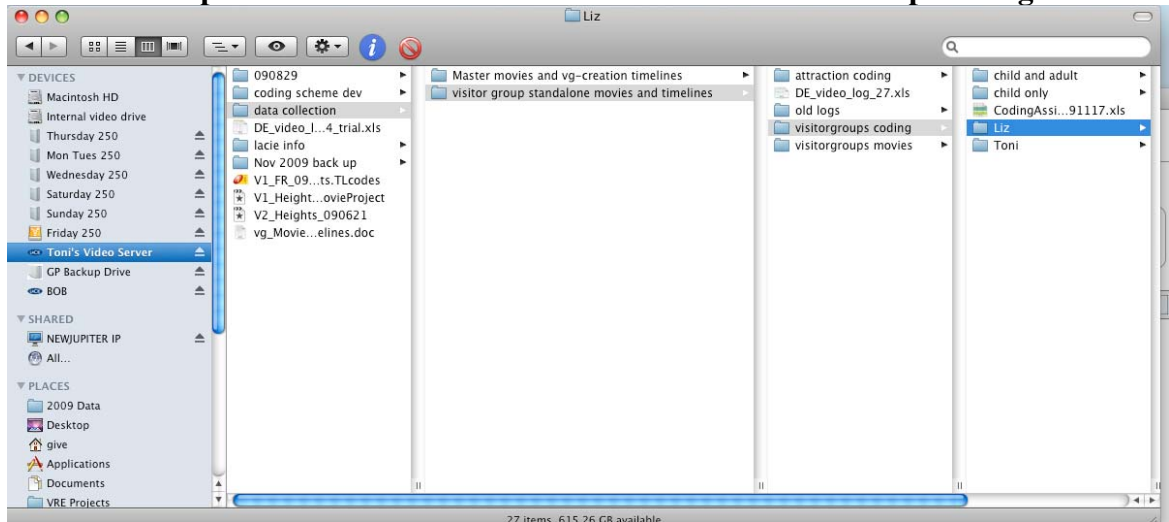 Liz
DEVICES
Macintosh HD
Internal video drive
Thursday 250
Mon Tues 250
Wednesday 250
Saturday 250
Sunday 250
Friday 250
Toni's Video Server
GP Backup Drive
BOB
SHARED
NEWJUPITER IP
All...
PLACES
2009 Data
Desktop
give
Applications
Documents
VRE Projects
090829
coding scheme dev
data collection
DE_video_l...4_trial.xls
lacie info
Nov 2009 back up
V1_FR_09...ts.TLcodes
V1_Height...ovieProject
V2_Heights_090621
vg_Movie...elines.doc
Master movies and vg-creation timelines
visitor group standalone movies and timelines
attraction coding
DE_video_log_27.xls
old logs
visitorgroups coding
visitorgroups movies
child and adult
child only
CodingAssi...91117.xls
Liz
Toni
27 items, 615.26 GB available